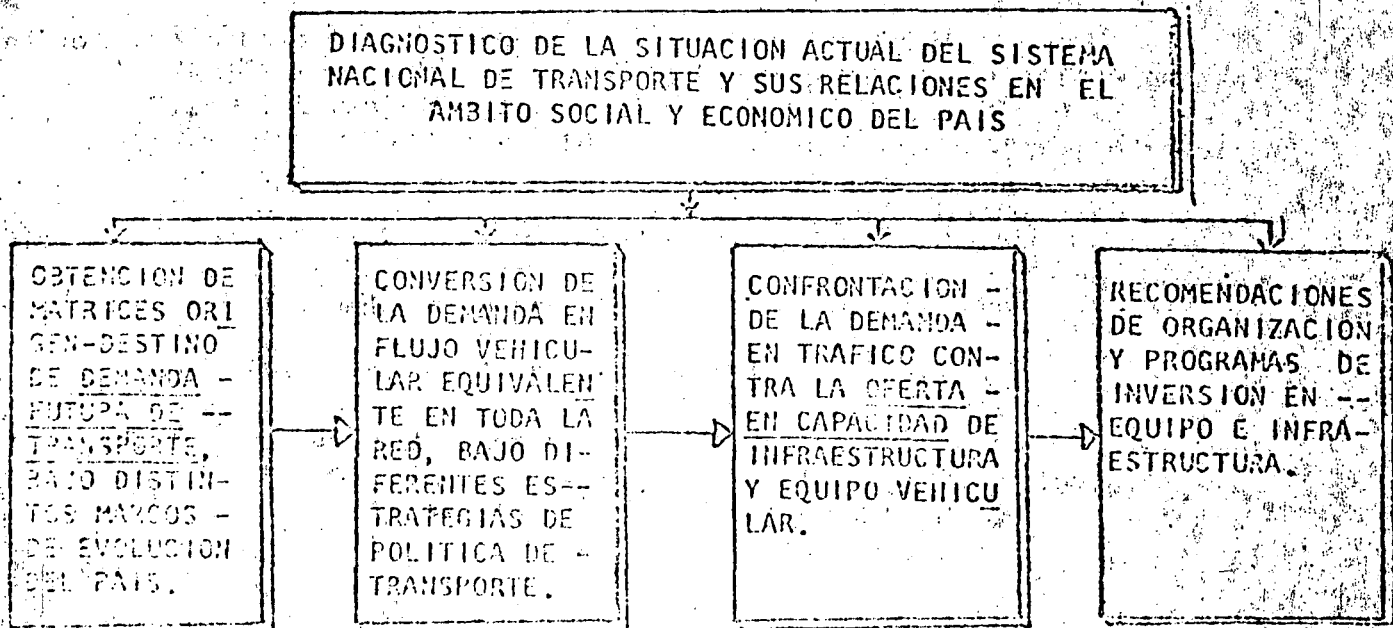 DIAGNOSTICO DE LA SITUACION ACTUAL DEL SISTEMA
NACIONAL DE TRANSPORTE Y SUS RELACIONES EN EL
AMBITO SOCIAL Y ECONOMICO DEL PAIS
OBTENCION DE
MATRICES ORI
GEN-DESTINO
DE DEMANDA -
FUTURA DE --
TRANSPORTE,
BAJO DISTIN-
TOS MARCOS -
DE EVOLUCION
DEL PAIS.
CONVERSIÓN DE
LA DEMANDA EN
FLUJO VEHICU-
LAR EQUIVALEN
TE EN TODA LA
RED, BAJO DI-
FERENTES ES--
TRATEGIAS DE
POLITICA DE -
TRANSPORTE.
CONFRONTACION -
DE LA DEMANDA -
EN TRAFICO CON-
TRA LA OFERTA -
EN CAPACIDAD DE
INFRAESTRUCTURA
Y EQUIPO VEHICU
LAR.
RECOMENDACIONES
DE ORGANIZACIÓN
Y PROGRAMAS DE
INVERSION EN --
EQUIPO E INFRA-
ESTRUCTURA.